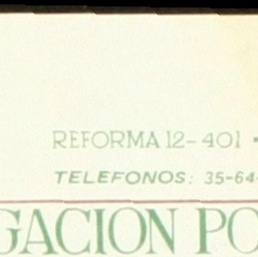 REFORMA 12-401
TELEFONOS: 35-64
GACION PO